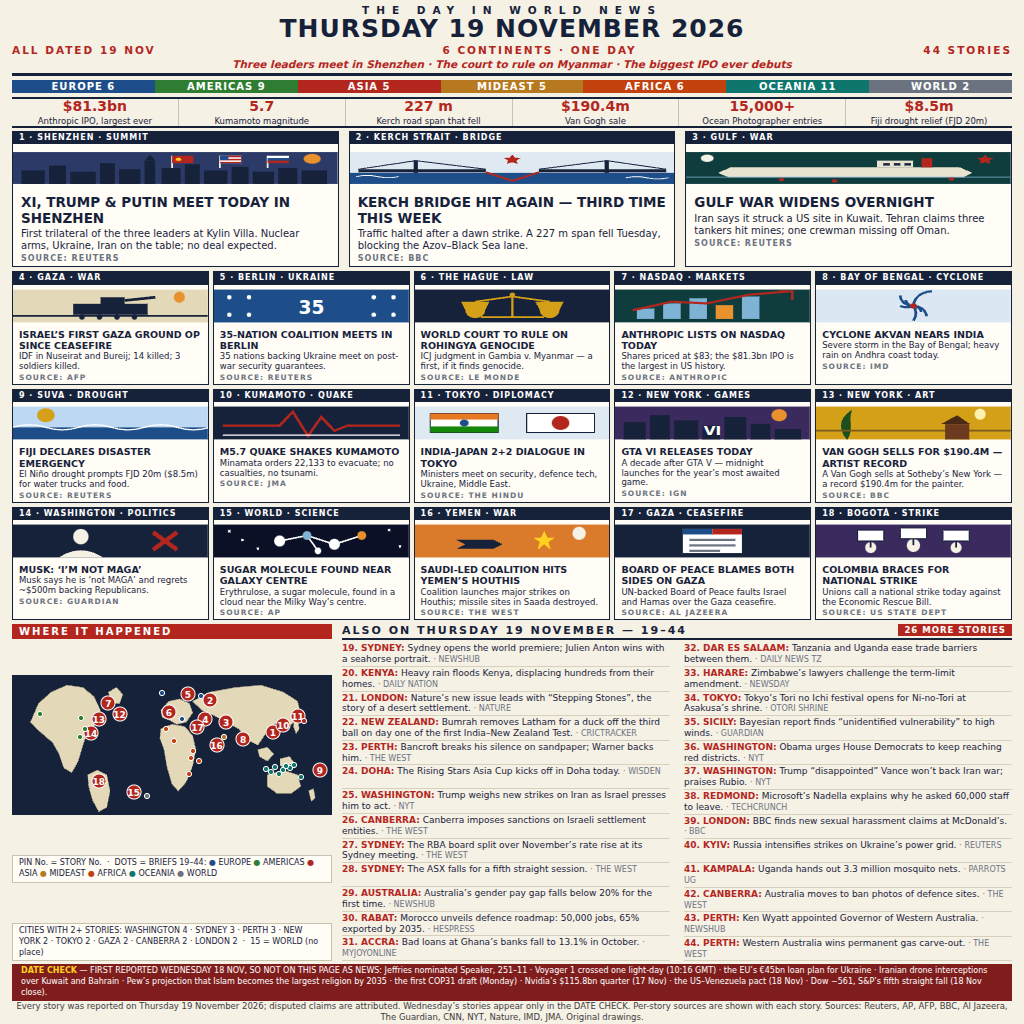 THE DAY IN WORLD NEWS
THURSDAY 19 NOVEMBER 2026
ALL DATED 19 NOV
6 CONTINENTS · ONE DAY
44 STORIES
Three leaders meet in Shenzhen · The court to rule on Myanmar · The biggest IPO ever debuts
EUROPE 6
AMERICAS 9
ASIA 5
MIDEAST 5
AFRICA 6
OCEANIA 11
WORLD 2
$81.3bn
Anthropic IPO, largest ever
5.7
Kumamoto magnitude
227 m
Kerch road span that fell
$190.4m
Van Gogh sale
15,000+
Ocean Photographer entries
$8.5m
Fiji drought relief (FJD 20m)
1 · SHENZHEN · SUMMIT
XI, TRUMP & PUTIN MEET TODAY IN
SHENZHEN
First trilateral of the three leaders at Kylin Villa. Nuclear
arms, Ukraine, Iran on the table; no deal expected.
SOURCE: REUTERS
2 · KERCH STRAIT · BRIDGE
KERCH BRIDGE HIT AGAIN — THIRD TIME
THIS WEEK
Traffic halted after a dawn strike. A 227 m span fell Tuesday,
blocking the Azov–Black Sea lane.
SOURCE: BBC
3 · GULF · WAR
GULF WAR WIDENS OVERNIGHT
Iran says it struck a US site in Kuwait. Tehran claims three
tankers hit mines; one crewman missing off Oman.
SOURCE: REUTERS
4 · GAZA · WAR
ISRAEL’S FIRST GAZA GROUND OP
SINCE CEASEFIRE
IDF in Nuseirat and Bureij; 14 killed; 3
soldiers killed.
SOURCE: AFP
5 · BERLIN · UKRAINE
35
35-NATION COALITION MEETS IN
BERLIN
35 nations backing Ukraine meet on post-
war security guarantees.
SOURCE: REUTERS
6 · THE HAGUE · LAW
WORLD COURT TO RULE ON
ROHINGYA GENOCIDE
ICJ judgment in Gambia v. Myanmar — a
first, if it finds genocide.
SOURCE: LE MONDE
7 · NASDAQ · MARKETS
ANTHROPIC LISTS ON NASDAQ
TODAY
Shares priced at $83; the $81.3bn IPO is
the largest in US history.
SOURCE: ANTHROPIC
8 · BAY OF BENGAL · CYCLONE
CYCLONE AKVAN NEARS INDIA
Severe storm in the Bay of Bengal; heavy
rain on Andhra coast today.
SOURCE: IMD
9 · SUVA · DROUGHT
FIJI DECLARES DISASTER
EMERGENCY
El Niño drought prompts FJD 20m ($8.5m)
for water trucks and food.
SOURCE: REUTERS
10 · KUMAMOTO · QUAKE
M5.7 QUAKE SHAKES KUMAMOTO
Minamata orders 22,133 to evacuate; no
casualties, no tsunami.
SOURCE: JMA
11 · TOKYO · DIPLOMACY
INDIA–JAPAN 2+2 DIALOGUE IN
TOKYO
Ministers meet on security, defence tech,
Ukraine, Middle East.
SOURCE: THE HINDU
12 · NEW YORK · GAMES
VI
GTA VI RELEASES TODAY
A decade after GTA V — midnight
launches for the year’s most awaited
game.
SOURCE: IGN
13 · NEW YORK · ART
VAN GOGH SELLS FOR $190.4M —
ARTIST RECORD
A Van Gogh sells at Sotheby’s New York —
a record $190.4m for the painter.
SOURCE: BBC
14 · WASHINGTON · POLITICS
MUSK: ‘I’M NOT MAGA’
Musk says he is ‘not MAGA’ and regrets
~$500m backing Republicans.
SOURCE: GUARDIAN
15 · WORLD · SCIENCE
SUGAR MOLECULE FOUND NEAR
GALAXY CENTRE
Erythrulose, a sugar molecule, found in a
cloud near the Milky Way’s centre.
SOURCE: AP
16 · YEMEN · WAR
SAUDI-LED COALITION HITS
YEMEN’S HOUTHIS
Coalition launches major strikes on
Houthis; missile sites in Saada destroyed.
SOURCE: THE WEST
17 · GAZA · CEASEFIRE
BOARD OF PEACE BLAMES BOTH
SIDES ON GAZA
UN-backed Board of Peace faults Israel
and Hamas over the Gaza ceasefire.
SOURCE: AL JAZEERA
18 · BOGOTÁ · STRIKE
COLOMBIA BRACES FOR
NATIONAL STRIKE
Unions call a national strike today against
the Economic Rescue Bill.
SOURCE: US STATE DEPT
WHERE IT HAPPENED
5
2
7
6
12
13
4
3
11
17
10
14
1
8
16
9
18
15
PIN No. = STORY No. · DOTS = BRIEFS 19–44: ● EUROPE ● AMERICAS ●
ASIA ● MIDEAST ● AFRICA ● OCEANIA ● WORLD
CITIES WITH 2+ STORIES: WASHINGTON 4 · SYDNEY 3 · PERTH 3 · NEW
YORK 2 · TOKYO 2 · GAZA 2 · CANBERRA 2 · LONDON 2 · 15 = WORLD (no
place)
ALSO ON THURSDAY 19 NOVEMBER — 19–44
26 MORE STORIES
19. SYDNEY: Sydney opens the world premiere; Julien Anton wins with
a seahorse portrait. · NEWSHUB
20. KENYA: Heavy rain floods Kenya, displacing hundreds from their
homes. · DAILY NATION
21. LONDON: Nature’s new issue leads with “Stepping Stones”, the
story of a desert settlement. · NATURE
22. NEW ZEALAND: Bumrah removes Latham for a duck off the third
ball on day one of the first India–New Zealand Test. · CRICTRACKER
23. PERTH: Bancroft breaks his silence on sandpaper; Warner backs
him. · THE WEST
24. DOHA: The Rising Stars Asia Cup kicks off in Doha today. · WISDEN
25. WASHINGTON: Trump weighs new strikes on Iran as Israel presses
him to act. · NYT
26. CANBERRA: Canberra imposes sanctions on Israeli settlement
entities. · THE WEST
27. SYDNEY: The RBA board split over November’s rate rise at its
Sydney meeting. · THE WEST
28. SYDNEY: The ASX falls for a fifth straight session. · THE WEST
29. AUSTRALIA: Australia’s gender pay gap falls below 20% for the
first time. · NEWSHUB
30. RABAT: Morocco unveils defence roadmap: 50,000 jobs, 65%
exported by 2035. · HESPRESS
31. ACCRA: Bad loans at Ghana’s banks fall to 13.1% in October. ·
MYJOYONLINE
32. DAR ES SALAAM: Tanzania and Uganda ease trade barriers
between them. · DAILY NEWS TZ
33. HARARE: Zimbabwe’s lawyers challenge the term-limit
amendment. · NEWSDAY
34. TOKYO: Tokyo’s Tori no Ichi festival opens for Ni-no-Tori at
Asakusa’s shrine. · OTORI SHRINE
35. SICILY: Bayesian report finds “unidentified vulnerability” to high
winds. · GUARDIAN
36. WASHINGTON: Obama urges House Democrats to keep reaching
red districts. · NYT
37. WASHINGTON: Trump “disappointed” Vance won’t back Iran war;
praises Rubio. · NYT
38. REDMOND: Microsoft’s Nadella explains why he asked 60,000 staff
to leave. · TECHCRUNCH
39. LONDON: BBC finds new sexual harassment claims at McDonald’s.
· BBC
40. KYIV: Russia intensifies strikes on Ukraine’s power grid. · REUTERS
41. KAMPALA: Uganda hands out 3.3 million mosquito nets. · PARROTS
UG
42. CANBERRA: Australia moves to ban photos of defence sites. · THE
WEST
43. PERTH: Ken Wyatt appointed Governor of Western Australia. ·
NEWSHUB
44. PERTH: Western Australia wins permanent gas carve-out. · THE
WEST
DATE CHECK — FIRST REPORTED WEDNESDAY 18 NOV, SO NOT ON THIS PAGE AS NEWS: Jeffries nominated Speaker, 251–11 · Voyager 1 crossed one light-day (10:16 GMT) · the EU’s €45bn loan plan for Ukraine · Iranian drone interceptions
over Kuwait and Bahrain · Pew’s projection that Islam becomes the largest religion by 2035 · the first COP31 draft (Monday) · Nvidia’s $115.8bn quarter (17 Nov) · the US–Venezuela pact (18 Nov) · Dow −561, S&P’s fifth straight fall (18 Nov
close).
Every story was reported on Thursday 19 November 2026; disputed claims are attributed. Wednesday’s stories appear only in the DATE CHECK. Per-story sources are shown with each story. Sources: Reuters, AP, AFP, BBC, Al Jazeera,
The Guardian, CNN, NYT, Nature, IMD, JMA. Original drawings.